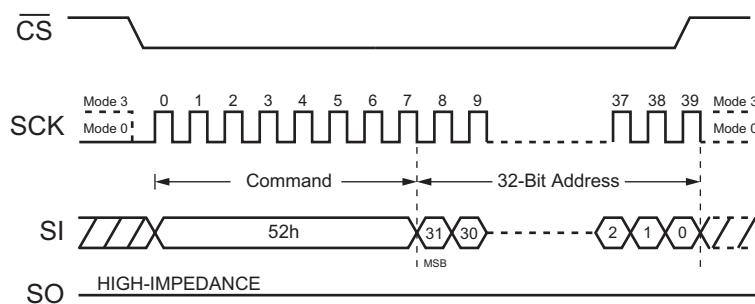 CS
Mode 3 0 1 2 3 4 5 6 7 8 9 37 38 39 Mode 3
SCK Mode 0 Mode 0
Command 32-Bit Address
SI 52h 31 30 2 1 0
MSB
HIGH-IMPEDANCE
SO